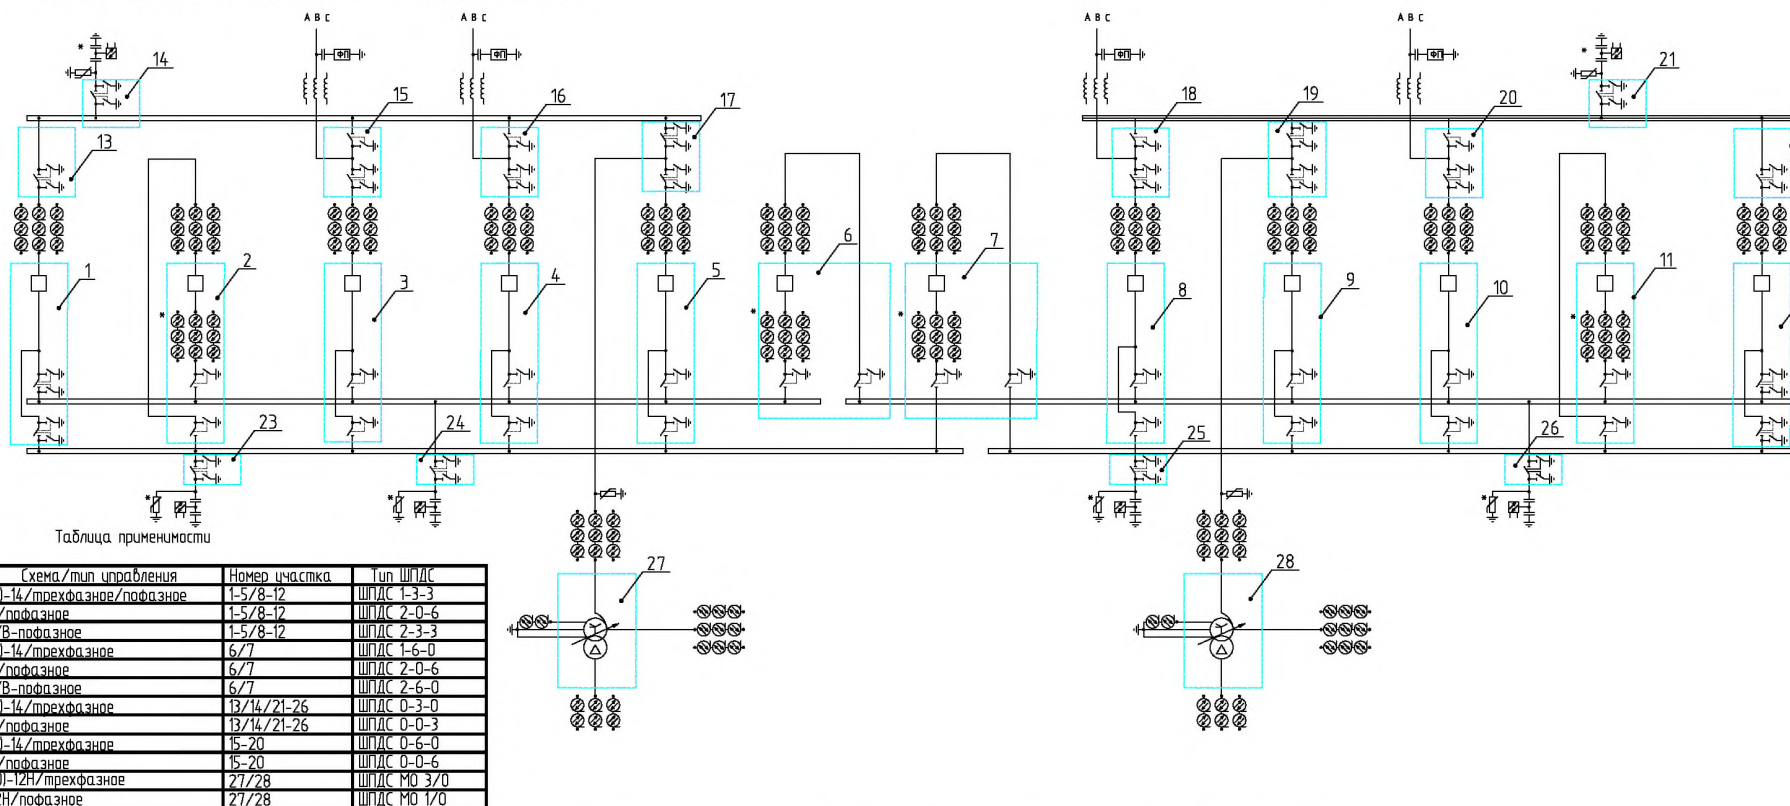 A B C
A B C
A B C
A B C
*
ФП
ФП
ФП
ФП
*
14
21
15
16
17
18
19
20
13
6
7
1
2
3
4
5
8
9
10
11
*
*
*
*
23
24
25
26
*
*
*
*
27
28
Таблица применимости
Схема/тип управления Номер участка Тип ШПДС
-14/трехфазное/пофазное 1-5/8-12 ШПДС 1-3-3
/пофазное 1-5/8-12 ШПДС 2-0-6
/В-пофазное 1-5/8-12 ШПДС 2-3-3
-14/трехфазное 6/7 ШПДС 1-6-0
/пофазное 6/7 ШПДС 2-0-6
/В-пофазное 6/7 ШПДС 2-6-0
-14/трехфазное 13/14/21-26 ШПДС 0-3-0
/пофазное 13/14/21-26 ШПДС 0-0-3
-14/трехфазное 15-20 ШПДС 0-6-0
/пофазное 15-20 ШПДС 0-0-6
-12Н/трехфазное 27/28 ШПДС МО 3/0
2Н/пофазное 27/28 ШПДС МО 1/0